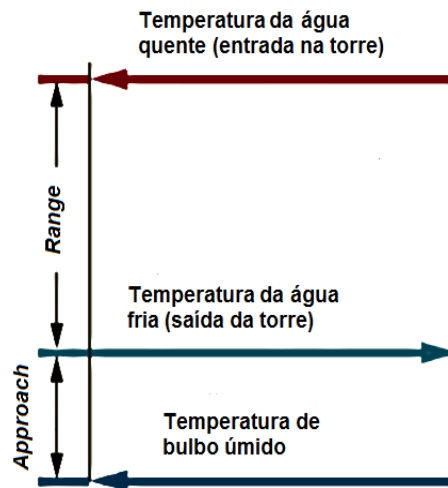 Temperatura da água
quente (entrada na torre)
Range
Temperatura da água
fria (saída da torre)
Approach
Temperatura de
bulbo úmido